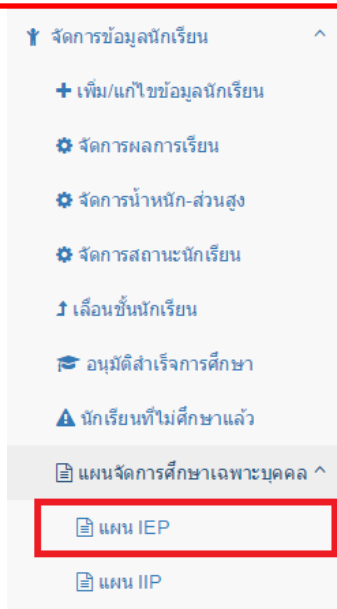 จัดการข้อมูลนักเรียน
เพิ่ม/แก้ไขข้อมูลนักเรียน
จัดการผลการเรียน
จัดการน้ำหนัก-ส่วนสูง
จัดการสถานะนักเรียน
เลื่อนชั้นนักเรียน
อนุมัติสำเร็จการศึกษา
นักเรียนที่ไม่ศึกษาแล้ว
แผนจัดการศึกษาเฉพาะบุคคล
แผน IEP
แผน IIP